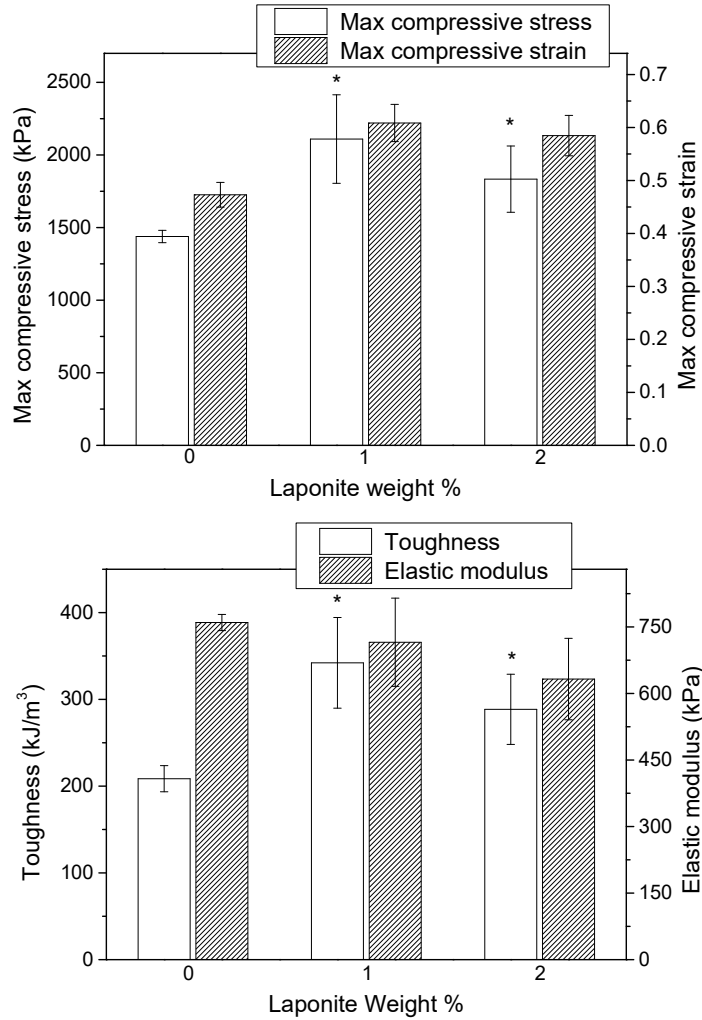 Max compressive stress
Max compressive strain
Max compressive stress (kPa)
2500
2000
1500
1000
500
0
*
*
0.7
0.6
0.5
0.4
0.3
0.2
0.1
0.0
Max compressive strain
0 1 2
Laponite weight %
Toughness
Elastic modulus
Toughness (kJ/m³)
400
300
200
100
0
*
*
750
600
450
300
150
0
Elastic modulus (kPa)
0 1 2
Laponite Weight %